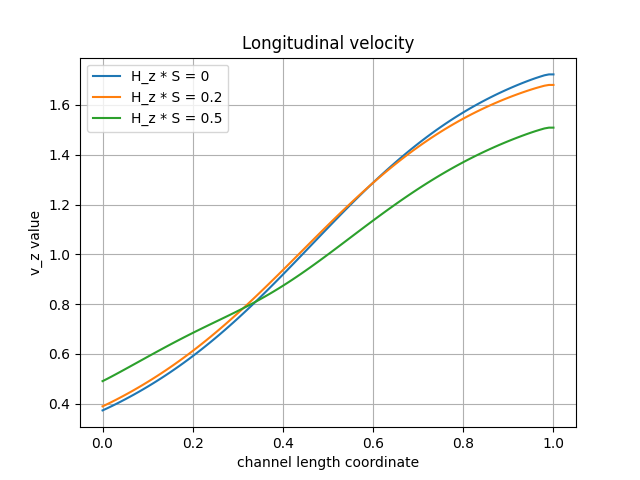 Longitudinal velocity
H_z * S = 0
H_z * S = 0.2
H_z * S = 0.5
v_z value
1.6
1.4
1.2
1.0
0.8
0.6
0.4
0.0 0.2 0.4 0.6 0.8 1.0
channel length coordinate